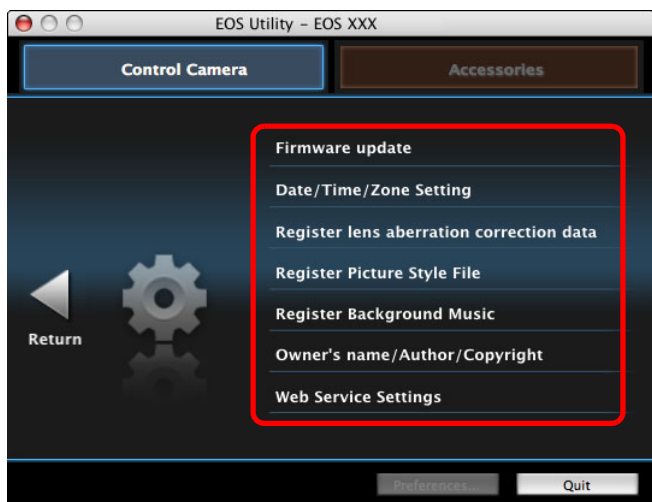 EOS Utility – EOS XXX
Control Camera
Accessories
Firmware update
Date/Time/Zone Setting
Register lens aberration correction data
Register Picture Style File
Register Background Music
Owner's name/Author/Copyright
Web Service Settings
Return
Preferences...
Quit